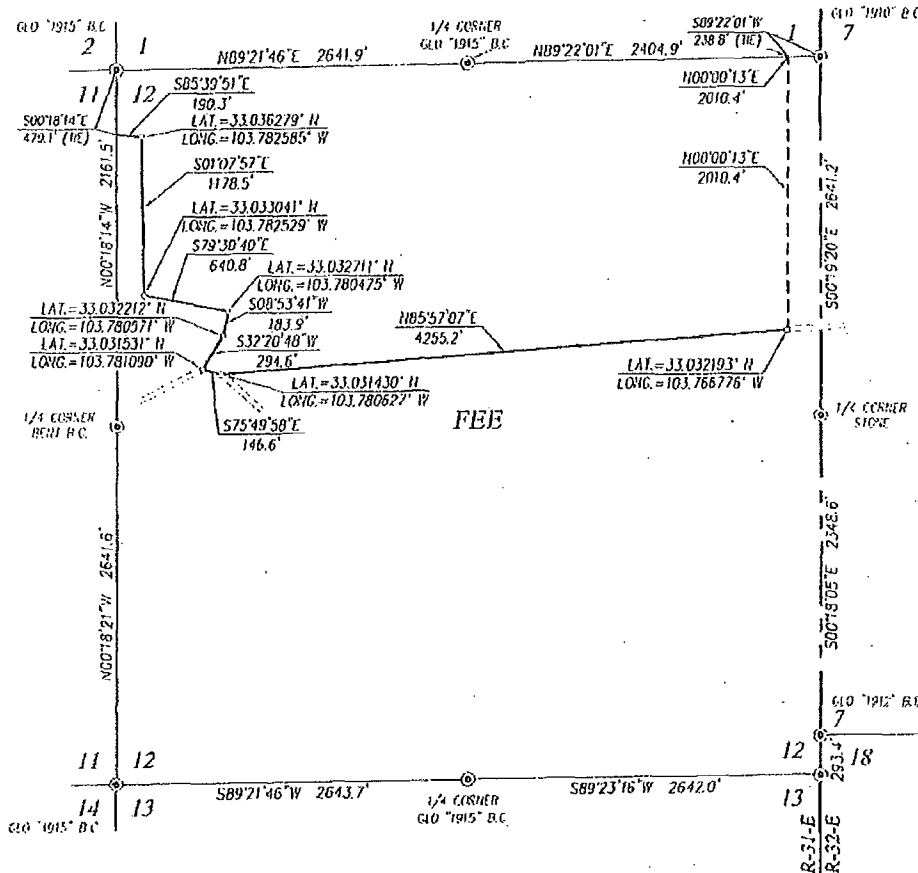 GLO "1915" B.C.
1/4 CORNER
GLO "1915" B.C.
S89°22'01"W
238.8' (TIE)
GLO "1910" B.C.
2
1
1
7
N89°21'46"E 2641.9'
N89°22'01"E 2404.9'
11
12
S85°39'51"E
190.3'
N00°00'13"E
2010.4'
S00°18'14"E
479.1' (TIE)
LAT.=33.036279° N
LONG.=103.782585° W
N00°18'14"W 2161.5'
S01°07'57"E
1178.5'
N00°00'13"E
2010.4'
S00°19'20"E 2641.2'
LAT.=33.033041° N
LONG.=103.782529° W
S79°30'40"E
640.8'
LAT.=33.032711° N
LONG.=103.780475° W
LAT.=33.032212° N
LONG.=103.780571° W
S08°53'41"W
183.9'
N85°57'07"E
4255.2'
LAT.=33.031531° N
LONG.=103.781090° W
S32°20'48"W
294.6'
LAT.=33.032193° N
LONG.=103.766776° W
LAT.=33.031430° N
LONG.=103.780627° W
1/4 CORNER
BENT B.C.
S75°49'58"E
146.6'
FEE
1/4 CORNER
STONE
N00°18'21"W 2641.6'
S00°18'05"E 2348.6'
GLO "1912" B.C.
7
11
12
12
18
293.4'
14
13
S89°21'46"W 2643.7'
1/4 CORNER
GLO "1915" B.C.
S89°23'16"W 2642.0'
13
GLO "1915" B.C.
R-31-E
R-32-E